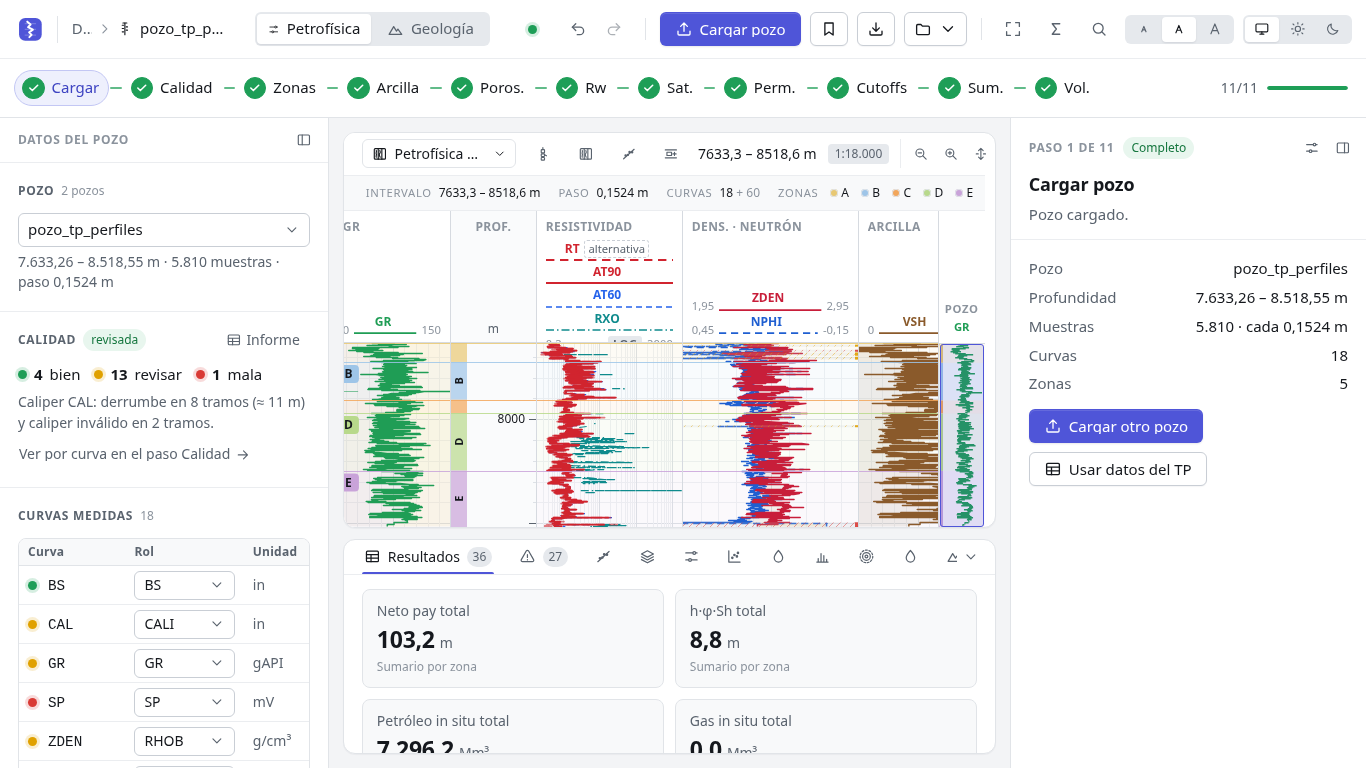 D... pozo_tp_p... Petrofísica Geología Cargar pozo Σ A A A
Cargar Calidad Zonas Arcilla Poros. Rw Sat. Perm. Cutoffs Sum. Vol. 11/11
DATOS DEL POZO
POZO 2 pozos
pozo_tp_perfiles
7.633,26 – 8.518,55 m · 5.810 muestras ·
paso 0,1524 m
CALIDAD revisada Informe
4 bien 13 revisar 1 mala
Caliper CAL: derrumbe en 8 tramos (≈ 11 m)
y caliper inválido en 2 tramos.
Ver por curva en el paso Calidad →
CURVAS MEDIDAS 18
Curva Rol Unidad
BS BS in
CAL CALI in
GR GR gAPI
SP SP mV
ZDEN RHOB g/cm³
Petrofísica ... 7633,3 – 8518,6 m 1:18.000
INTERVALO 7633,3 – 8518,6 m PASO 0,1524 m CURVAS 18 + 60 ZONAS A B C D E
GR PROF. RESISTIVIDAD DENS. · NEUTRÓN ARCILLA
RT alternativa
AT90
AT60
RXO
1,95 ZDEN 2,95
0,45 NPHI -0,15
0 GR 150
m
0 VSH
POZO
GR
B B
8000
D D
E E
Resultados 36 27
Neto pay total
103,2 m
Sumario por zona
h·φ·Sh total
8,8 m
Sumario por zona
Petróleo in situ total
7.296,2 Mm³
Gas in situ total
0,0 Mm³
PASO 1 DE 11 Completo
Cargar pozo
Pozo cargado.
Pozo pozo_tp_perfiles
Profundidad 7.633,26 – 8.518,55 m
Muestras 5.810 · cada 0,1524 m
Curvas 18
Zonas 5
Cargar otro pozo
Usar datos del TP